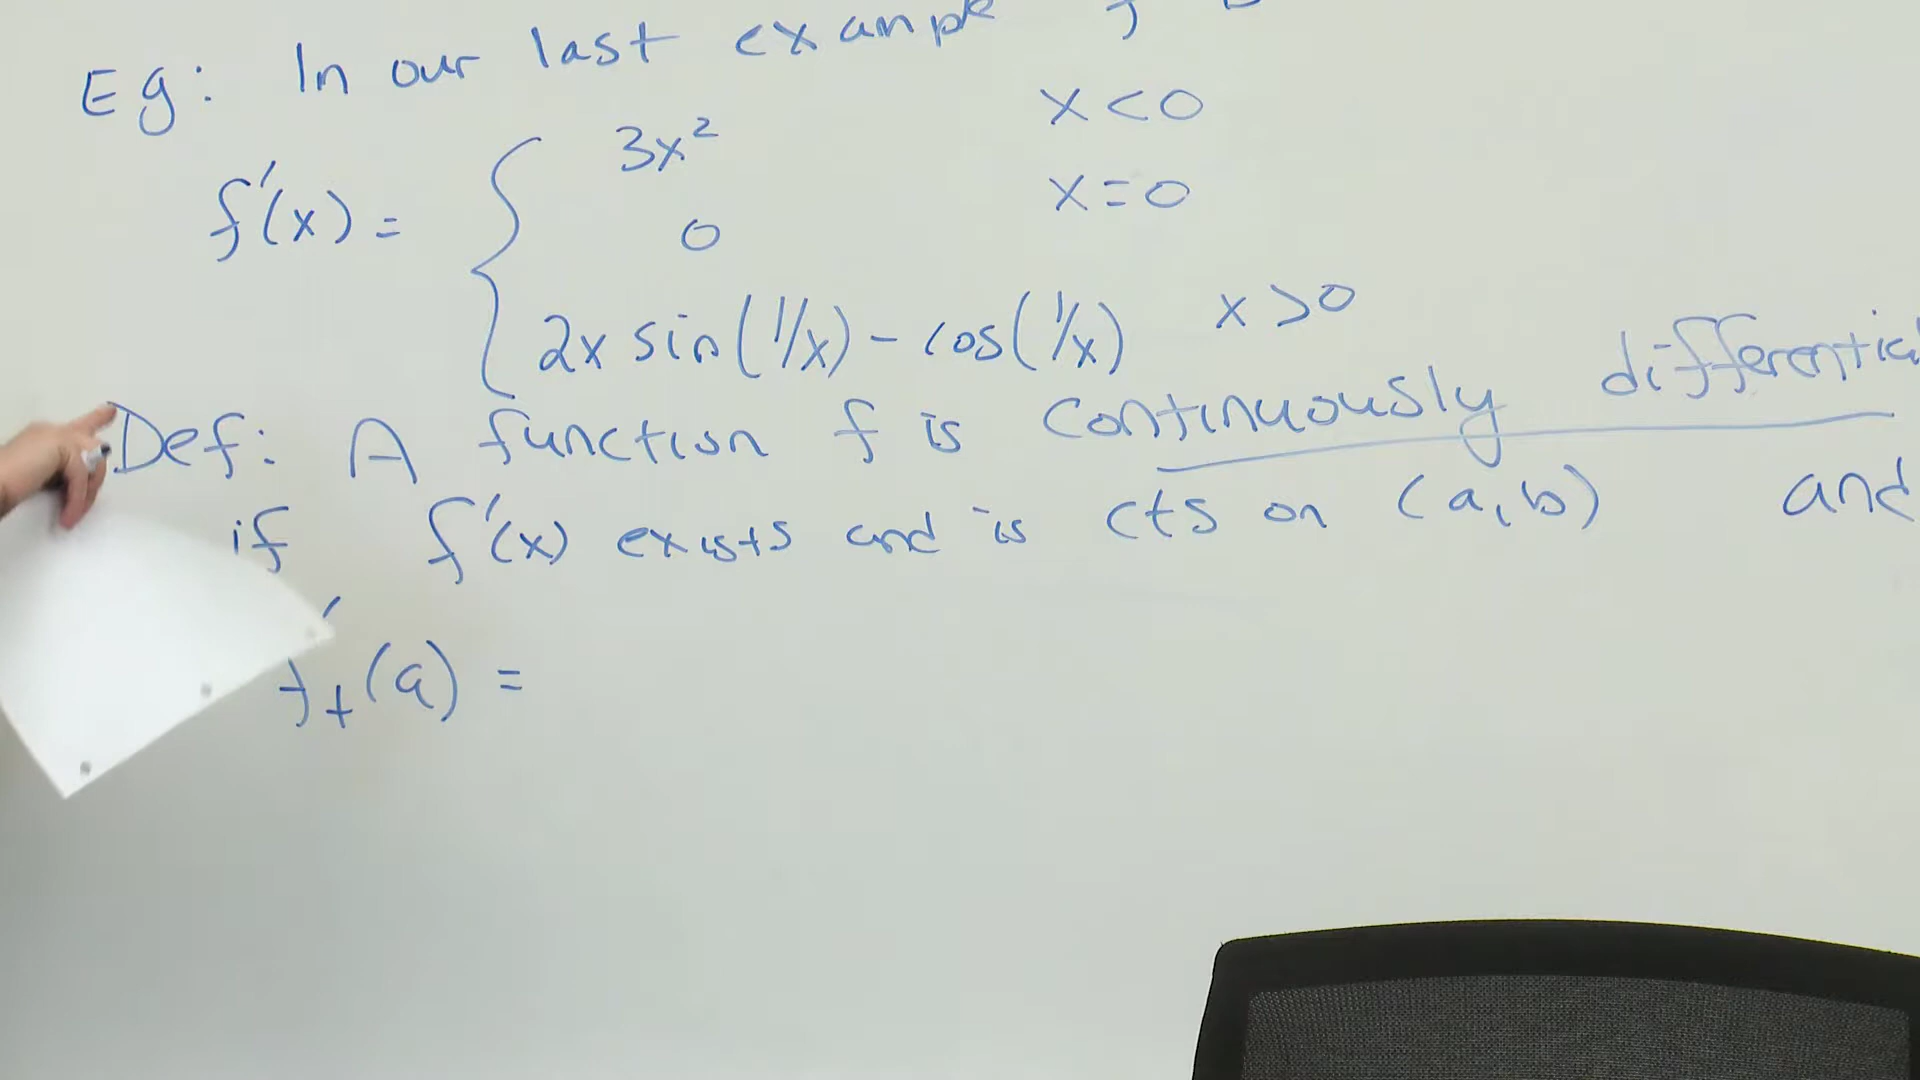 Eg: In our last example f
3x² x<0
f'(x) = { 0 x=0
2x sin(1/x) - cos(1/x) x>0
Def: A function f is continuously
if f'(x) exists and is cts on (a,b) and
f'₊(a) =